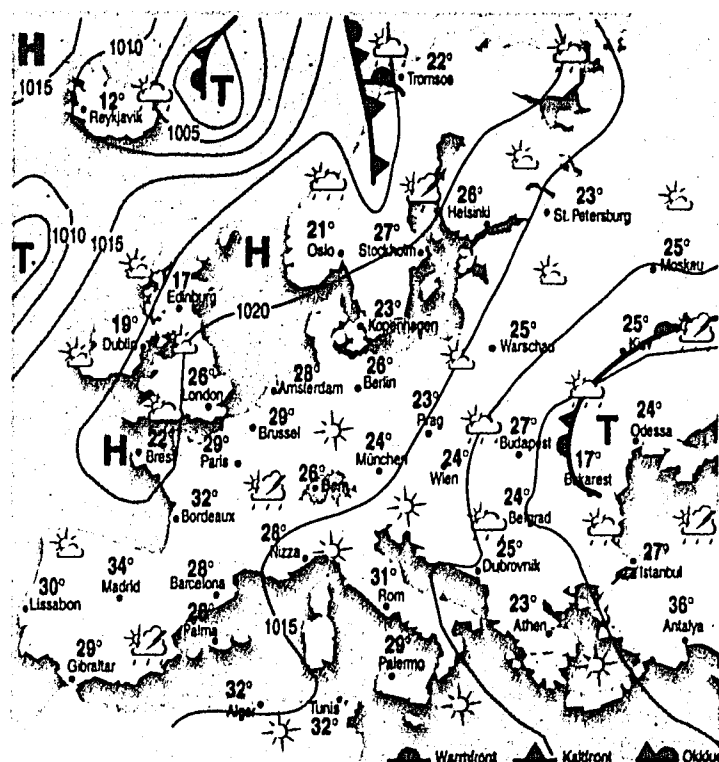 H
1010
1015
12°
Reykjavik
T
1005
22°
Tromsoe
1010
1015
T
21°
Oslo
H
27°
Stockholm
26°
Helsinki
23°
St. Petersburg
25°
Moskau
17°
Edinburg
1020
23°
Kopenhagen
19°
Dublin
25°
Warschau
25°
Kiew
26°
London
28°
Amsterdam
26°
Berlin
23°
Prag
29°
Brüssel
H
22°
Brest
29°
Paris
24°
München
24°
Wien
27°
Budapest
T
24°
Odessa
17°
Bukarest
26°
Bern
32°
Bordeaux
24°
Belgrad
28°
Nizza
25°
Dubrovnik
27°
Istanbul
30°
Lissabon
34°
Madrid
28°
Barcelona
31°
Rom
23°
Athen
36°
Antalya
Palma
1015
29°
Gibraltar
29°
Palermo
32°
Algier
Tunis
32°
Warmfront
Kaltfront